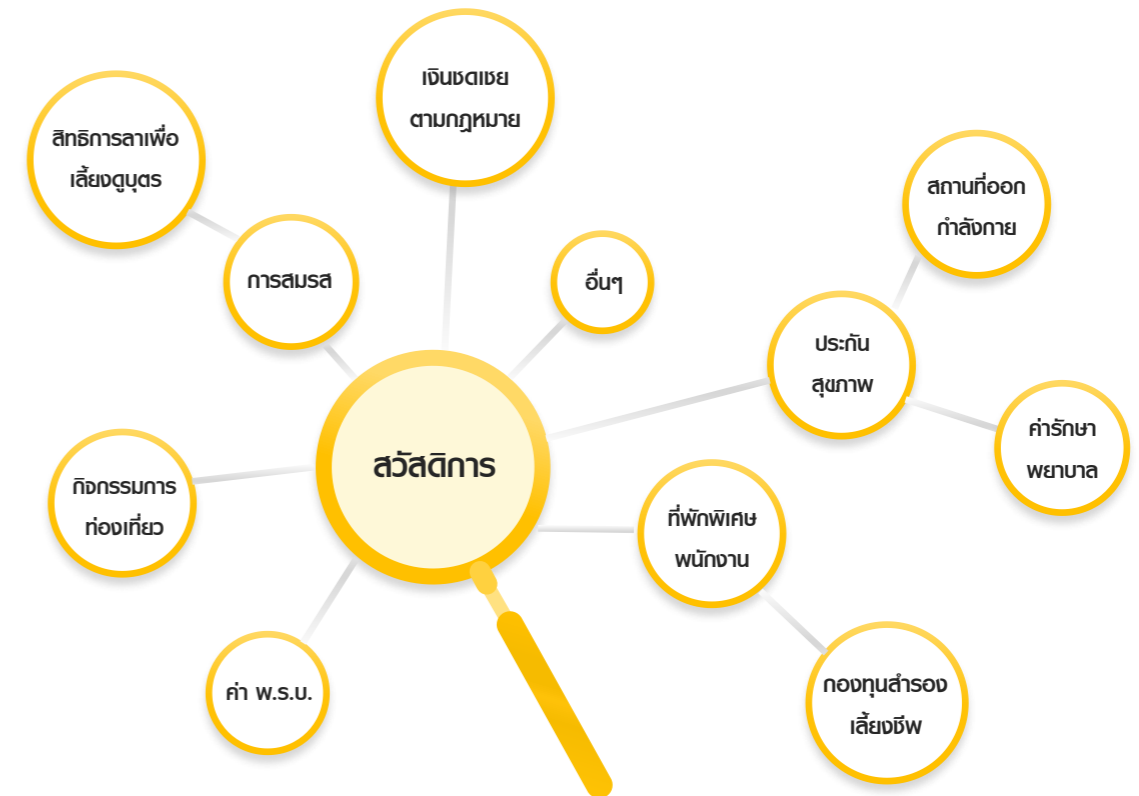 เงินชดเชย
ตามกฎหมาย
สิทธิการลาเพื่อ
เลี้ยงดูบุตร
สถานที่ออก
กำลังกาย
การสมรส
อื่นๆ
ประกัน
สุขภาพ
ค่ารักษา
พยาบาล
สวัสดิการ
กิจกรรมการ
ท่องเที่ยว
ที่พักพิเศษ
พนักงาน
ค่า พ.ร.บ.
กองทุนสำรอง
เลี้ยงชีพ